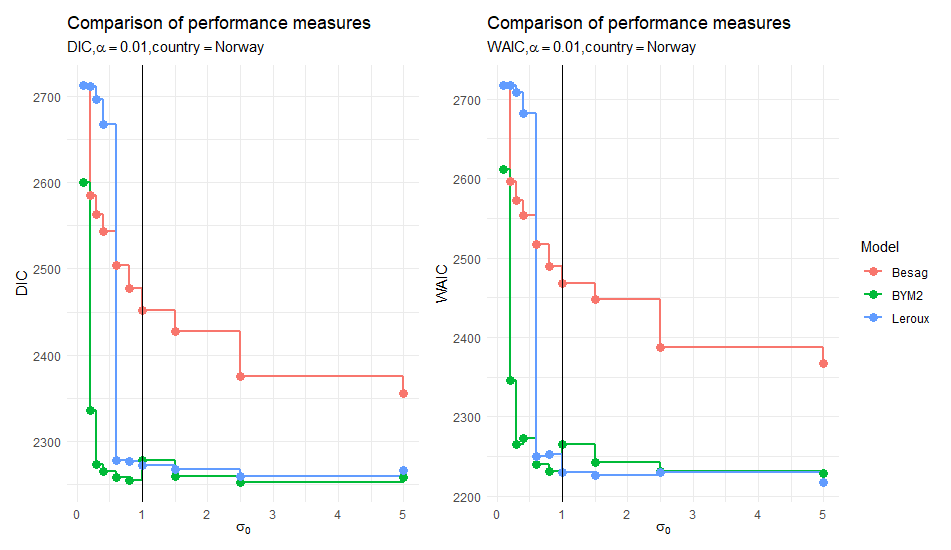 Comparison of performance measures
DIC,α = 0.01,country = Norway
DIC
2700
2600
2500
2400
2300
0 1 2 3 4 5
σ0
Comparison of performance measures
WAIC,α = 0.01,country = Norway
WAIC
2700
2600
2500
2400
2300
2200
0 1 2 3 4 5
σ0
Model
Besag
BYM2
Leroux